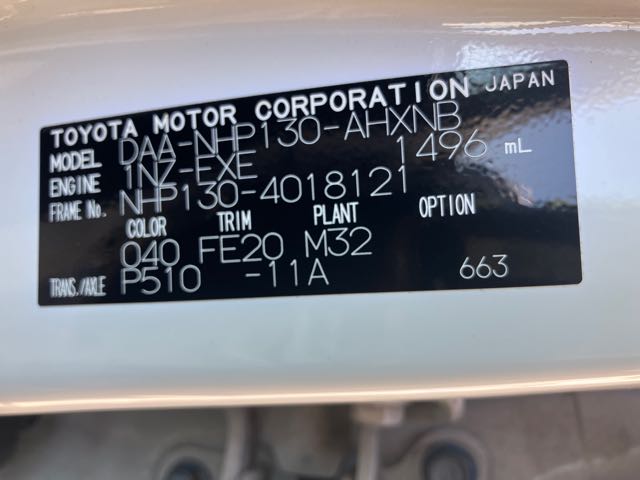 TOYOTA MOTOR CORPORATION JAPAN
MODEL DAA-NHP130-AHXNB
ENGINE 1NZ-EXE 1496 mL
FRAME No. NHP130-4018121
COLOR TRIM PLANT OPTION
040 FE20 M32
TRANS./AXLE P510 -11A 663